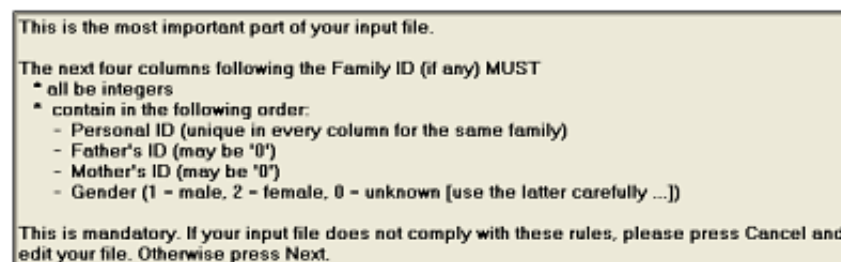 This is the most important part of your input file.
The next four columns following the Family ID (if any) MUST
* all be integers
* contain in the following order:
- Personal ID (unique in every column for the same family)
- Father's ID (may be '0')
- Mother's ID (may be '0')
- Gender (1 = male, 2 = female, 0 = unknown [use the latter carefully ...])
This is mandatory. If your input file does not comply with these rules, please press Cancel and
edit your file. Otherwise press Next.